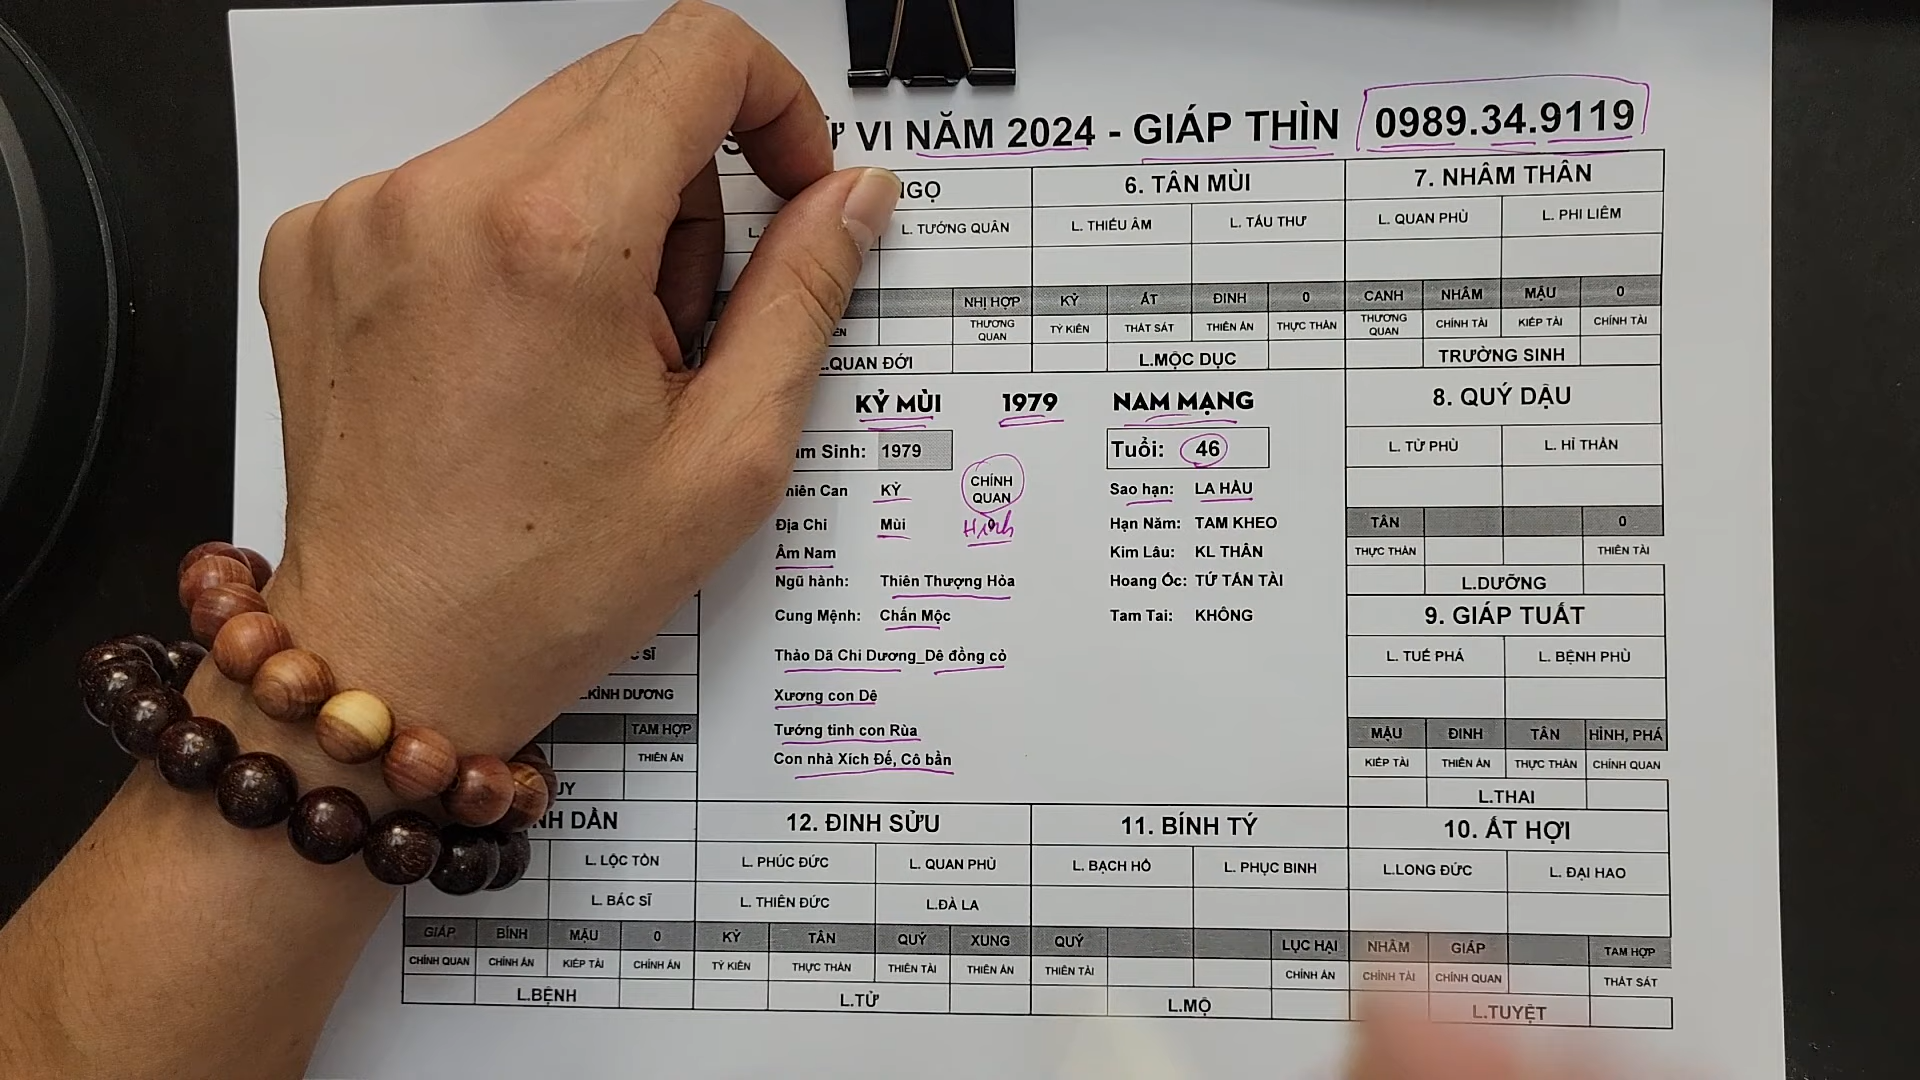 VI NĂM 2024 - GIÁP THÌN 0989.34.9119
NGỌ 6. TÂN MÙI 7. NHÂM THÂN
L. TƯỚNG QUÂN L. THIẾU ÂM L. TẤU THƯ L. QUAN PHÙ L. PHI LIÊM
NHỊ HỢP KỶ ẤT ĐINH 0 CANH NHÂM MẬU 0
THƯƠNG QUAN TỶ KIÊN THẤT SÁT THIÊN ẤN THỰC THẦN THƯƠNG QUAN CHÍNH TÀI KIẾP TÀI CHÍNH TÀI
QUAN ĐỚI L.MỘC DỤC TRƯỜNG SINH
KỶ MÙI 1979 NAM MẠNG
8. QUÝ DẬU
Sinh: 1979 Tuổi: 46
L. TỬ PHÙ L. HỈ THẦN
Thiên Can KỶ CHÍNH QUAN Sao hạn: LA HẦU
Địa Chi Mùi Hình Hạn Năm: TAM KHEO
TÂN 0
Âm Nam Kim Lâu: KL THÂN
THỰC THẦN THIÊN TÀI
Ngũ hành: Thiên Thượng Hỏa Hoang Ốc: TỨ TẤN TÀI
L.DƯỠNG
Cung Mệnh: Chấn Mộc Tam Tai: KHÔNG
9. GIÁP TUẤT
SĨ Thảo Dã Chi Dương_Dê đồng cỏ
L. TUẾ PHÁ L. BỆNH PHÙ
KÌNH DƯƠNG Xương con Dê
TAM HỢP Tướng tinh con Rùa
MẬU ĐINH TÂN HÌNH, PHÁ
THIÊN ẤN Con nhà Xích Đế, Cô bần
KIẾP TÀI THIÊN ẤN THỰC THẦN CHÍNH QUAN
L.THAI
DẦN 12. ĐINH SỬU 11. BÍNH TÝ 10. ẤT HỢI
L. LỘC TỒN L. PHÚC ĐỨC L. QUAN PHÙ L. BẠCH HỔ L. PHỤC BINH L.LONG ĐỨC L. ĐẠI HAO
L. BÁC SĨ L. THIÊN ĐỨC L.ĐÀ LA
GIÁP BÍNH MẬU 0 KỶ TÂN QUÝ XUNG QUÝ LỤC HẠI NHÂM GIÁP TAM HỢP
CHÍNH QUAN CHÍNH ẤN KIẾP TÀI CHÍNH ẤN TỶ KIÊN THỰC THẦN THIÊN TÀI THIÊN ẤN THIÊN TÀI CHÍNH ẤN CHÍNH TÀI CHÍNH QUAN THẤT SÁT
L.BỆNH L.TỬ L.MỘ L.TUYỆT